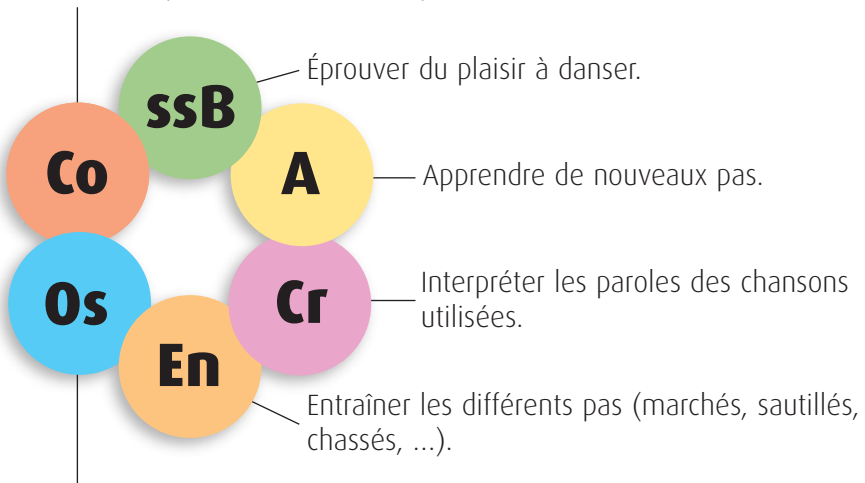 ssB
Éprouver du plaisir à danser.
Co
A
Apprendre de nouveaux pas.
Os
Cr
Interpréter les paroles des chansons
utilisées.
En
Entraîner les différents pas (marchés, sautillés,
chassés, ...).